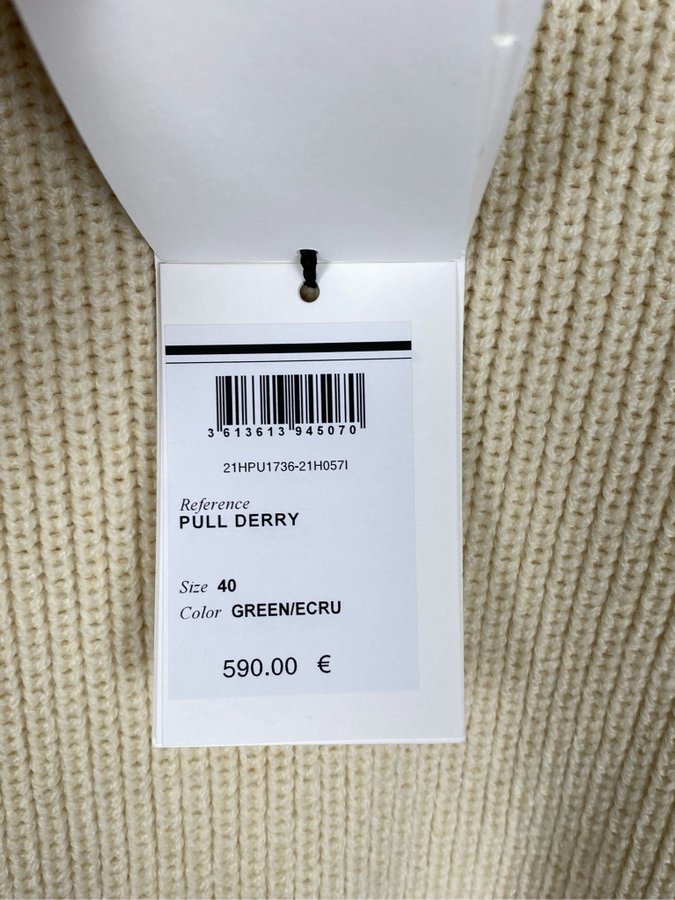 3 613613 945070
21HPU1736-21H057I
Reference
PULL DERRY
Size 40
Color GREEN/ECRU
590.00 €